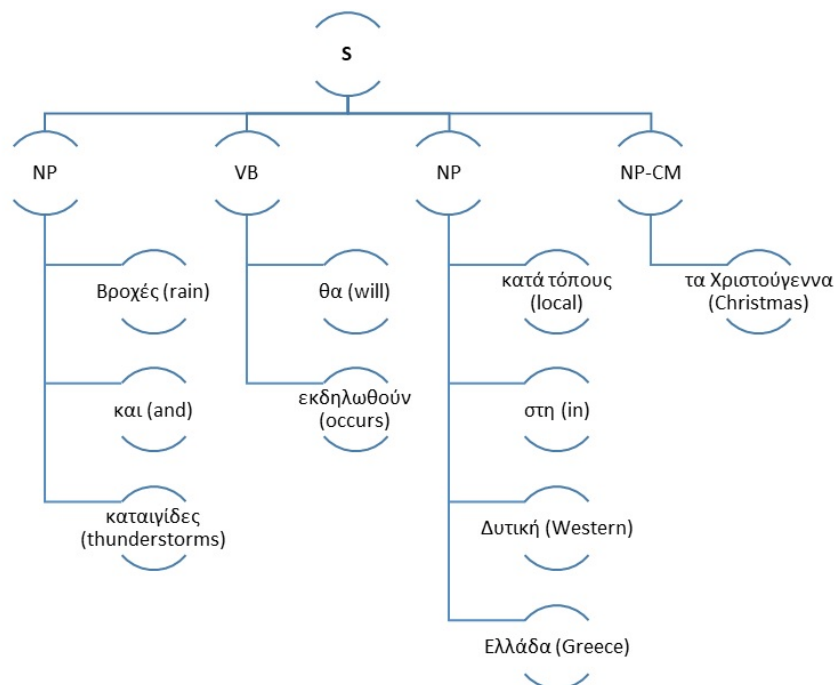 S
NP
VB
NP
NP-CM
Βροχές (rain)
θα (will)
κατά τόπους
(local)
τα Χριστούγεννα
(Christmas)
και (and)
εκδηλωθούν
(occurs)
στη (in)
καταιγίδες
(thunderstorms)
Δυτική (Western)
Ελλάδα (Greece)